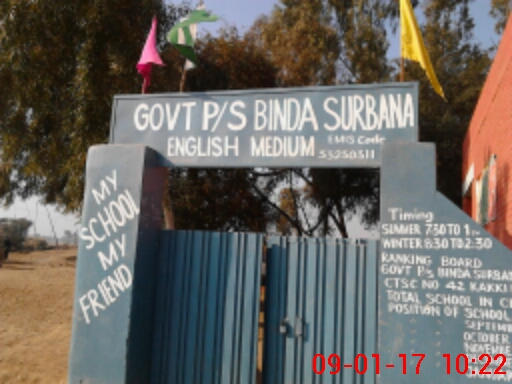 GOVT P/S BINDA SURBANA
ENGLISH MEDIUM
EMIS Code
MY
SCHOOL
MY
FRIEND
Timing
SUMMER 7:30 TO 1
WINTER 8:30 TO 2:30
RANKING BOARD
GOVT P/S BINDA SURBAN
CTSC NO 42 KAKKI
TOTAL SCHOOL IN
POSITION OF SCHOOL
SEPTEM
OCTOBER
NOVEMB
09-01-17 10:22